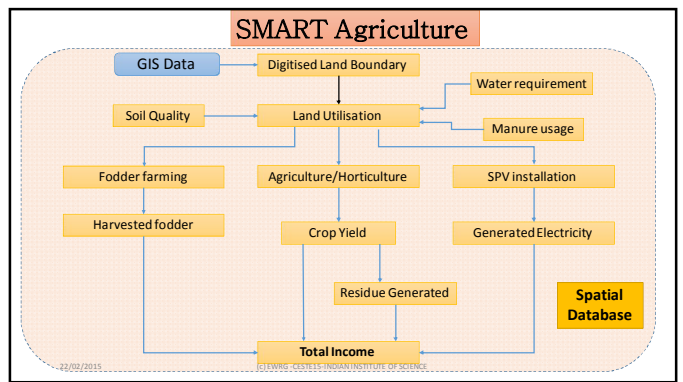 SMART Agriculture
GIS Data
Digitised Land Boundary
Water requirement
Soil Quality
Land Utilisation
Manure usage
Fodder farming
Agriculture/Horticulture
SPV installation
Harvested fodder
Crop Yield
Generated Electricity
Residue Generated
Spatial
Database
Total Income
22/02/2015
(c) EWRG -CESTE15-INDIAN INSTITUTE OF SCIENCE